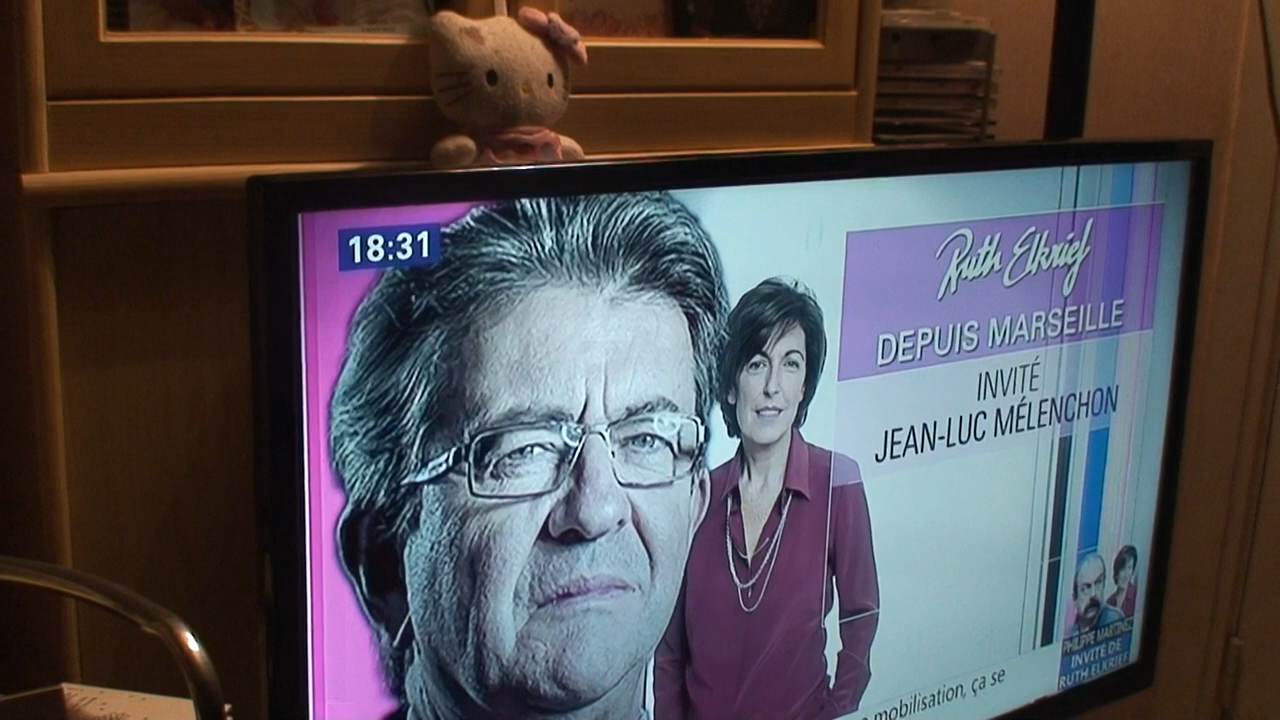 18:31
Ruth Elkrief
DEPUIS MARSEILLE
INVITÉ
JEAN-LUC MÉLENCHON
PHILIPPE MARTINEZ
INVITÉ DE
RUTH ELKRIEF
mobilisation, ça se